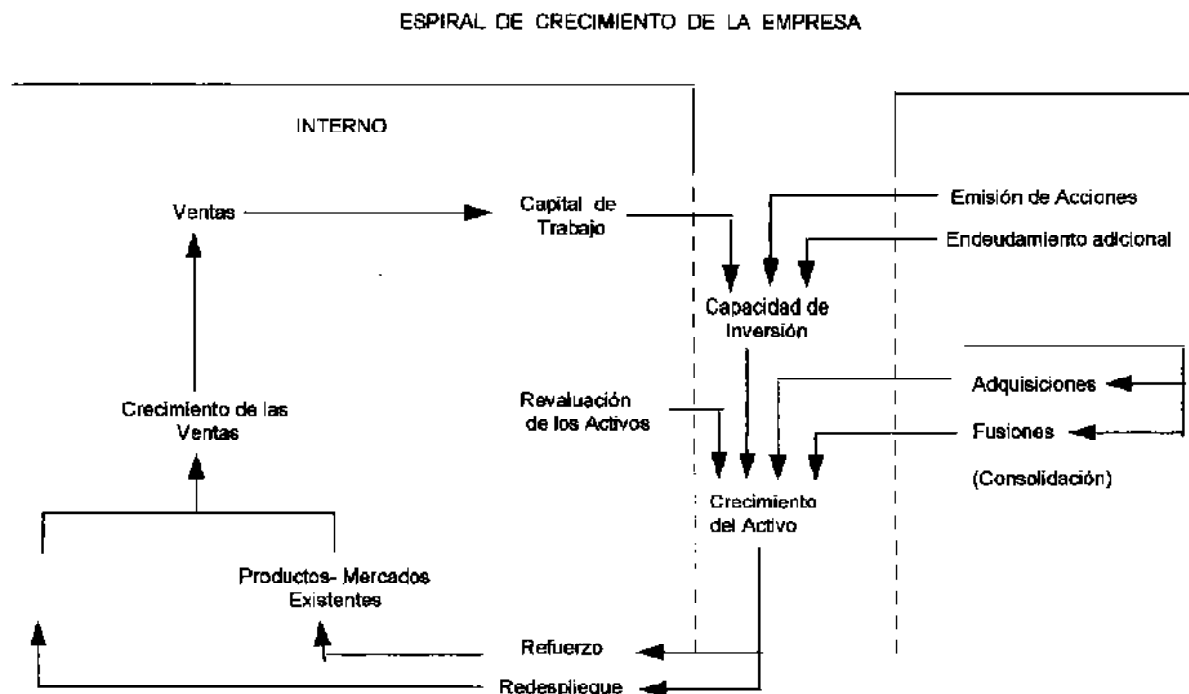 ESPIRAL DE CRECIMIENTO DE LA EMPRESA
INTERNO
Ventas
Capital de
Trabajo
Emisión de Acciones
Endeudamiento adicional
Capacidad de
Inversión
Crecimiento de las
Ventas
Revaluación
de los Activos
Adquisiciones
Fusiones
(Consolidación)
Crecimiento
del Activo
Productos- Mercados
Existentes
Refuerzo
Redespliegue